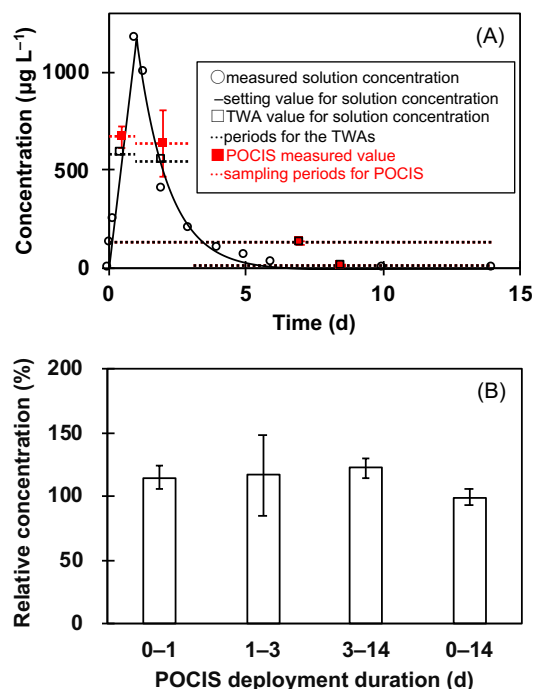 (A)
Concentration (µg L⁻¹)
1000
500
0
○measured solution concentration
–setting value for solution concentration
□TWA value for solution concentration
···periods for the TWAs
■POCIS measured value
···sampling periods for POCIS
0 5 10 15
Time (d)
(B)
Relative concentration (%)
200
150
100
50
0
0–1 1–3 3–14 0–14
POCIS deployment duration (d)